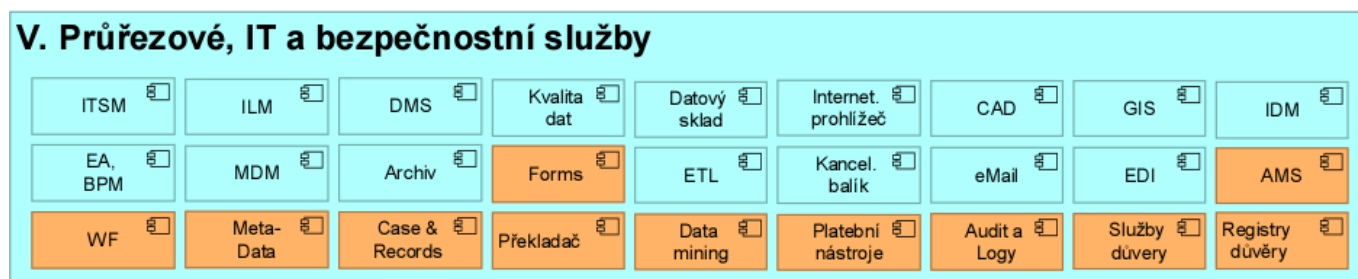 V. Průřezové, IT a bezpečnostní služby
ITSM
ILM
DMS
Kvalita
dat
Datový
sklad
Internet.
prohlížeč
CAD
GIS
IDM
EA,
BPM
MDM
Archiv
Forms
ETL
Kancel.
balík
eMail
EDI
AMS
WF
Meta-
Data
Case &
Records
Překladač
Data
mining
Platební
nástroje
Audit a
Logy
Služby
důvery
Registry
důvěry